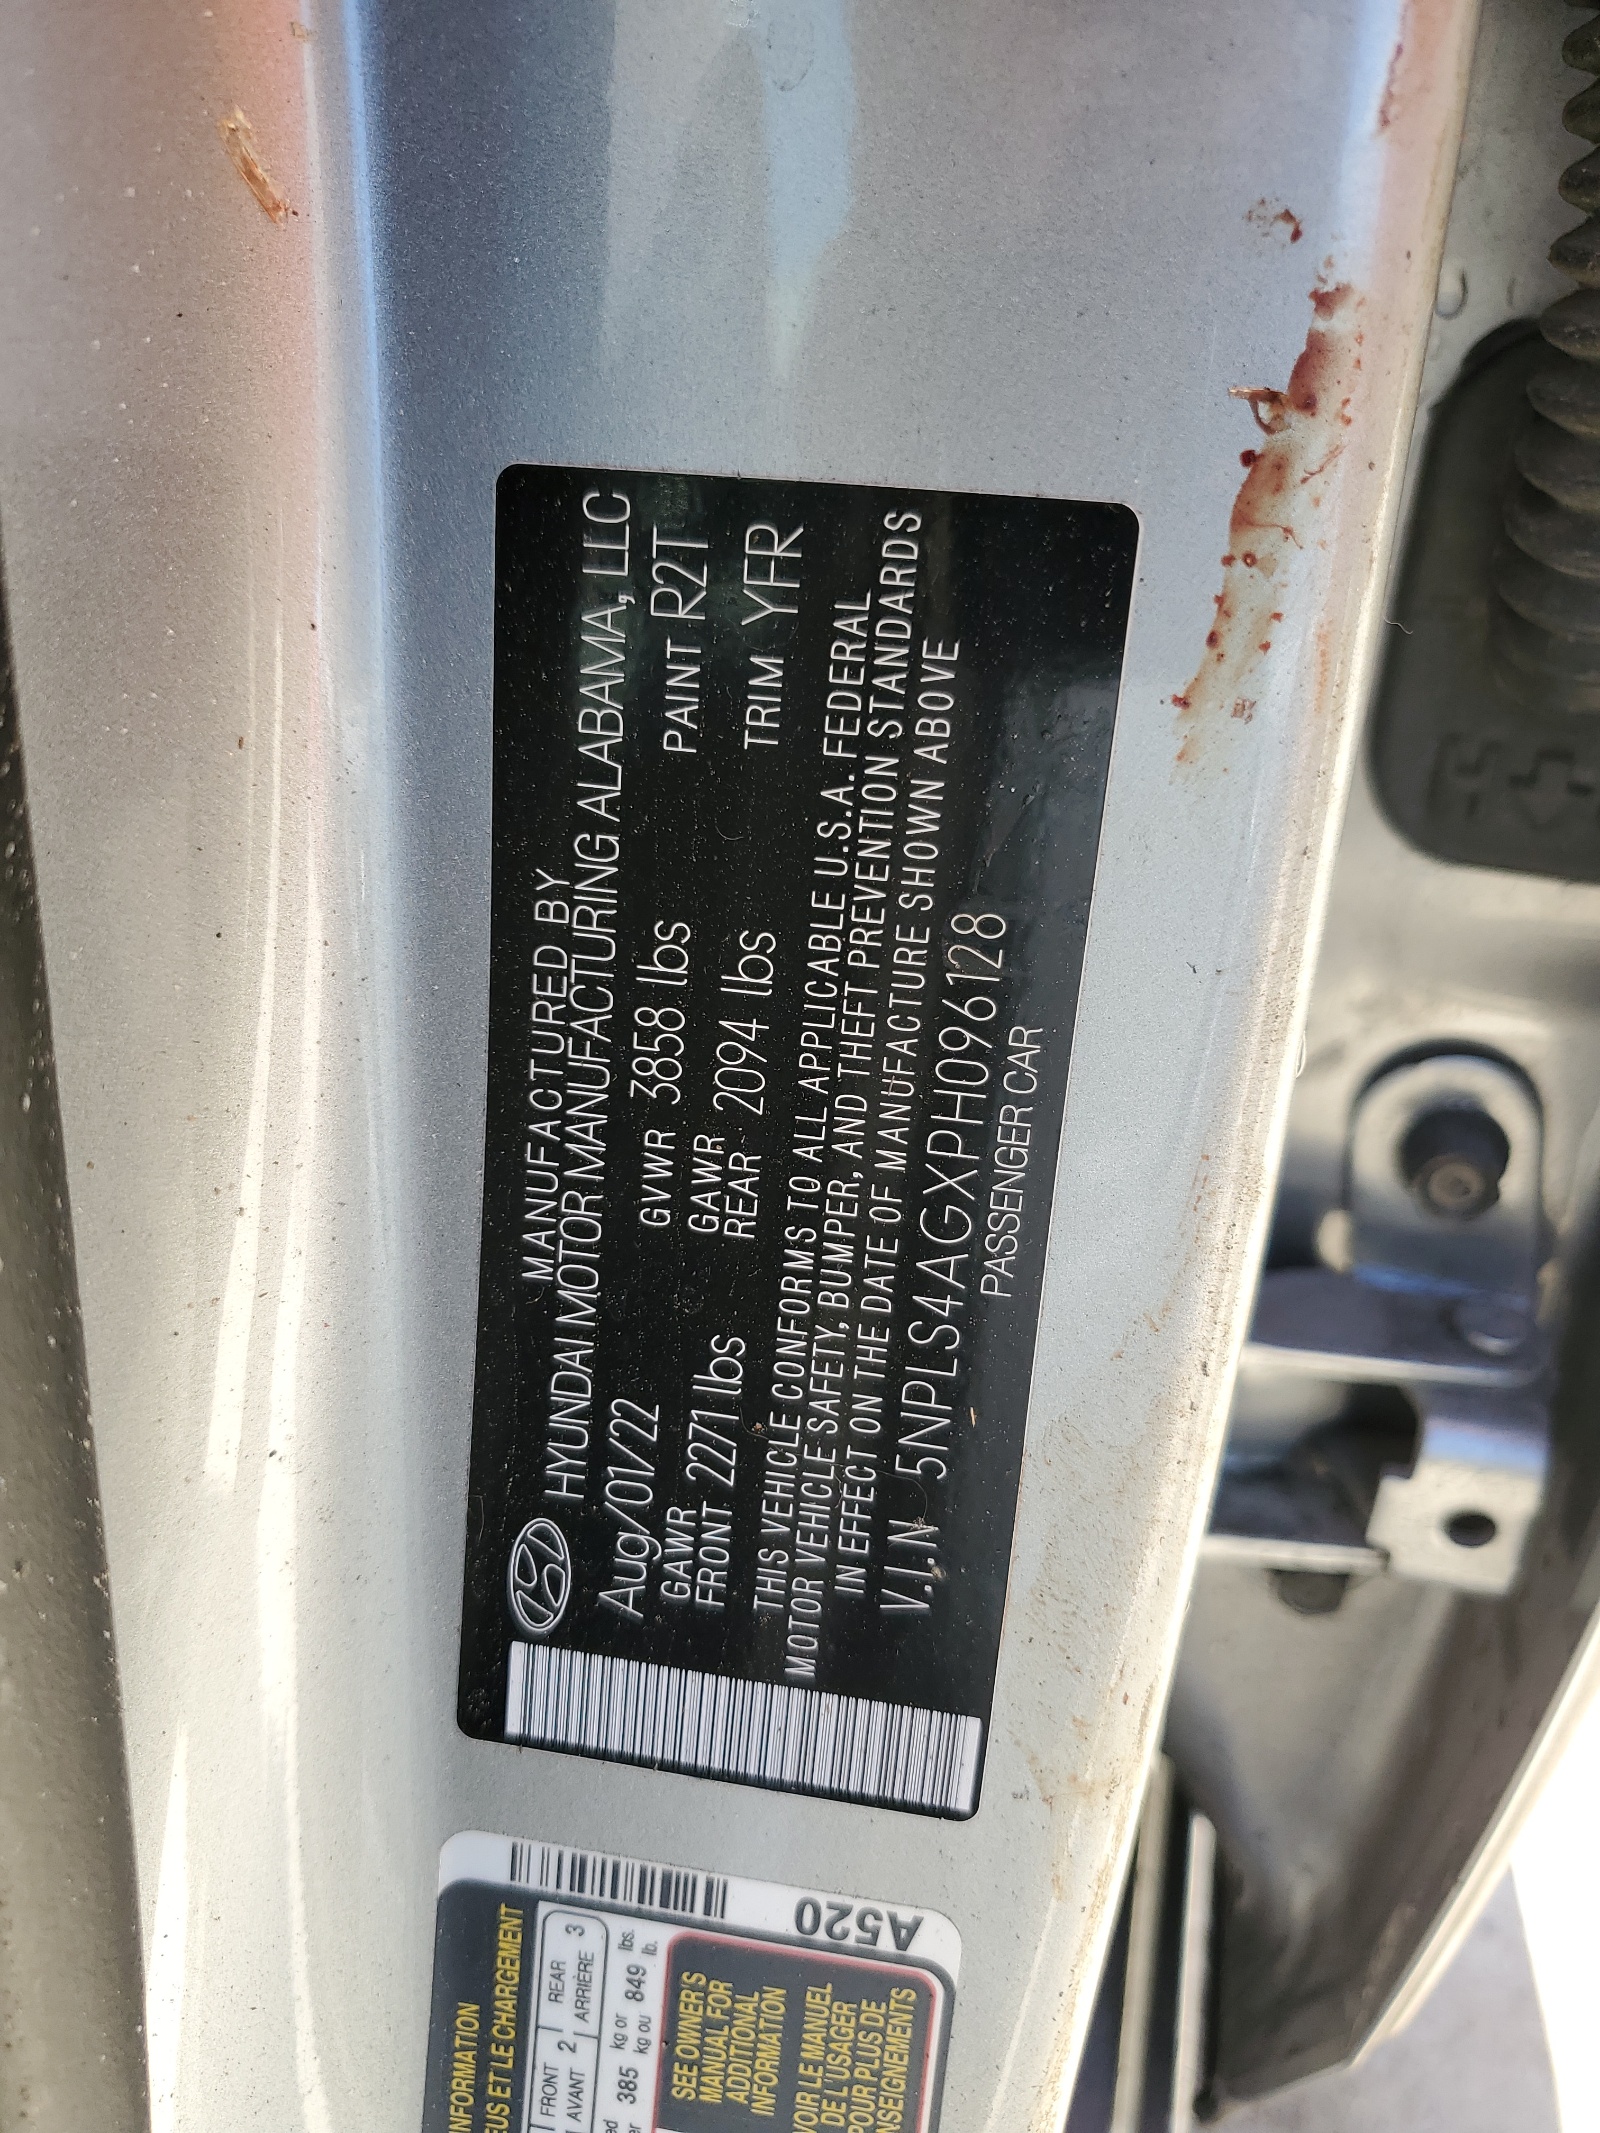 MANUFACTURED BY
HYUNDAI MOTOR MANUFACTURING ALABAMA, LLC
Aug/01/22 GVWR 3858 lbs PAINT R2T
GAWR FRONT 2271 lbs GAWR REAR 2094 lbs TRIM YFR
THIS VEHICLE CONFORMS TO ALL APPLICABLE U.S.A. FEDERAL
MOTOR VEHICLE SAFETY, BUMPER, AND THEFT PREVENTION STANDARDS
IN EFFECT ON THE DATE OF MANUFACTURE SHOWN ABOVE
V.I.N 5NPLS4AGXPH096128
PASSENGER CAR
A520
INFORMATION
ET LE CHARGEMENT
FRONT 2 REAR 3
AVANT ARRIÈRE
385 kg or 849 lbs.
kg ou lb.
SEE OWNER'S
MANUAL FOR
ADDITIONAL
INFORMATION
VOIR LE MANUEL
DE L'USAGER
POUR PLUS DE